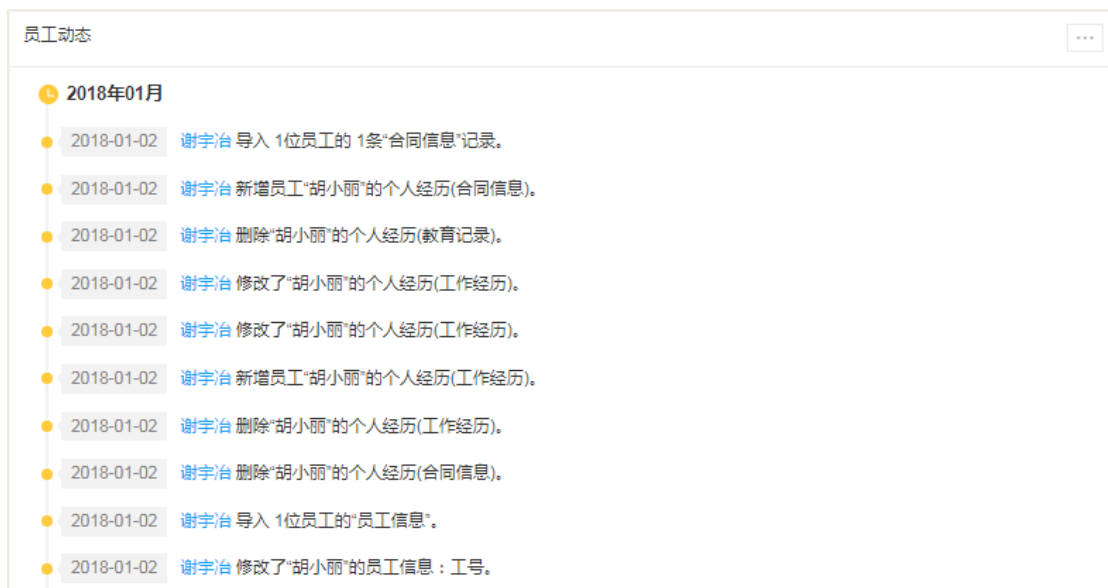 员工动态
2018年01月
2018-01-02 谢宇冶 导入 1位员工的 1条“合同信息”记录。
2018-01-02 谢宇冶 新增员工“胡小丽”的个人经历(合同信息)。
2018-01-02 谢宇冶 删除“胡小丽”的个人经历(教育记录)。
2018-01-02 谢宇冶 修改了“胡小丽”的个人经历(工作经历)。
2018-01-02 谢宇冶 修改了“胡小丽”的个人经历(工作经历)。
2018-01-02 谢宇冶 新增员工“胡小丽”的个人经历(工作经历)。
2018-01-02 谢宇冶 删除“胡小丽”的个人经历(工作经历)。
2018-01-02 谢宇冶 删除“胡小丽”的个人经历(合同信息)。
2018-01-02 谢宇冶 导入 1位员工的“员工信息”。
2018-01-02 谢宇冶 修改了“胡小丽”的员工信息：工号。